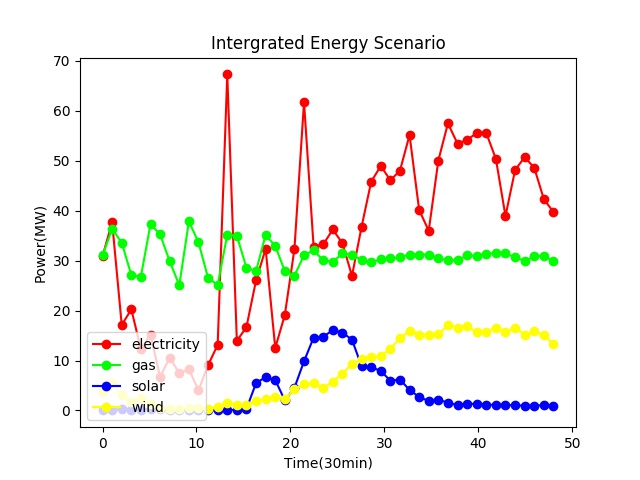 Intergrated Energy Scenario
Power(MW)
70
60
50
40
30
20
10
0
electricity
gas
solar
wind
0 10 20 30 40 50
Time(30min)